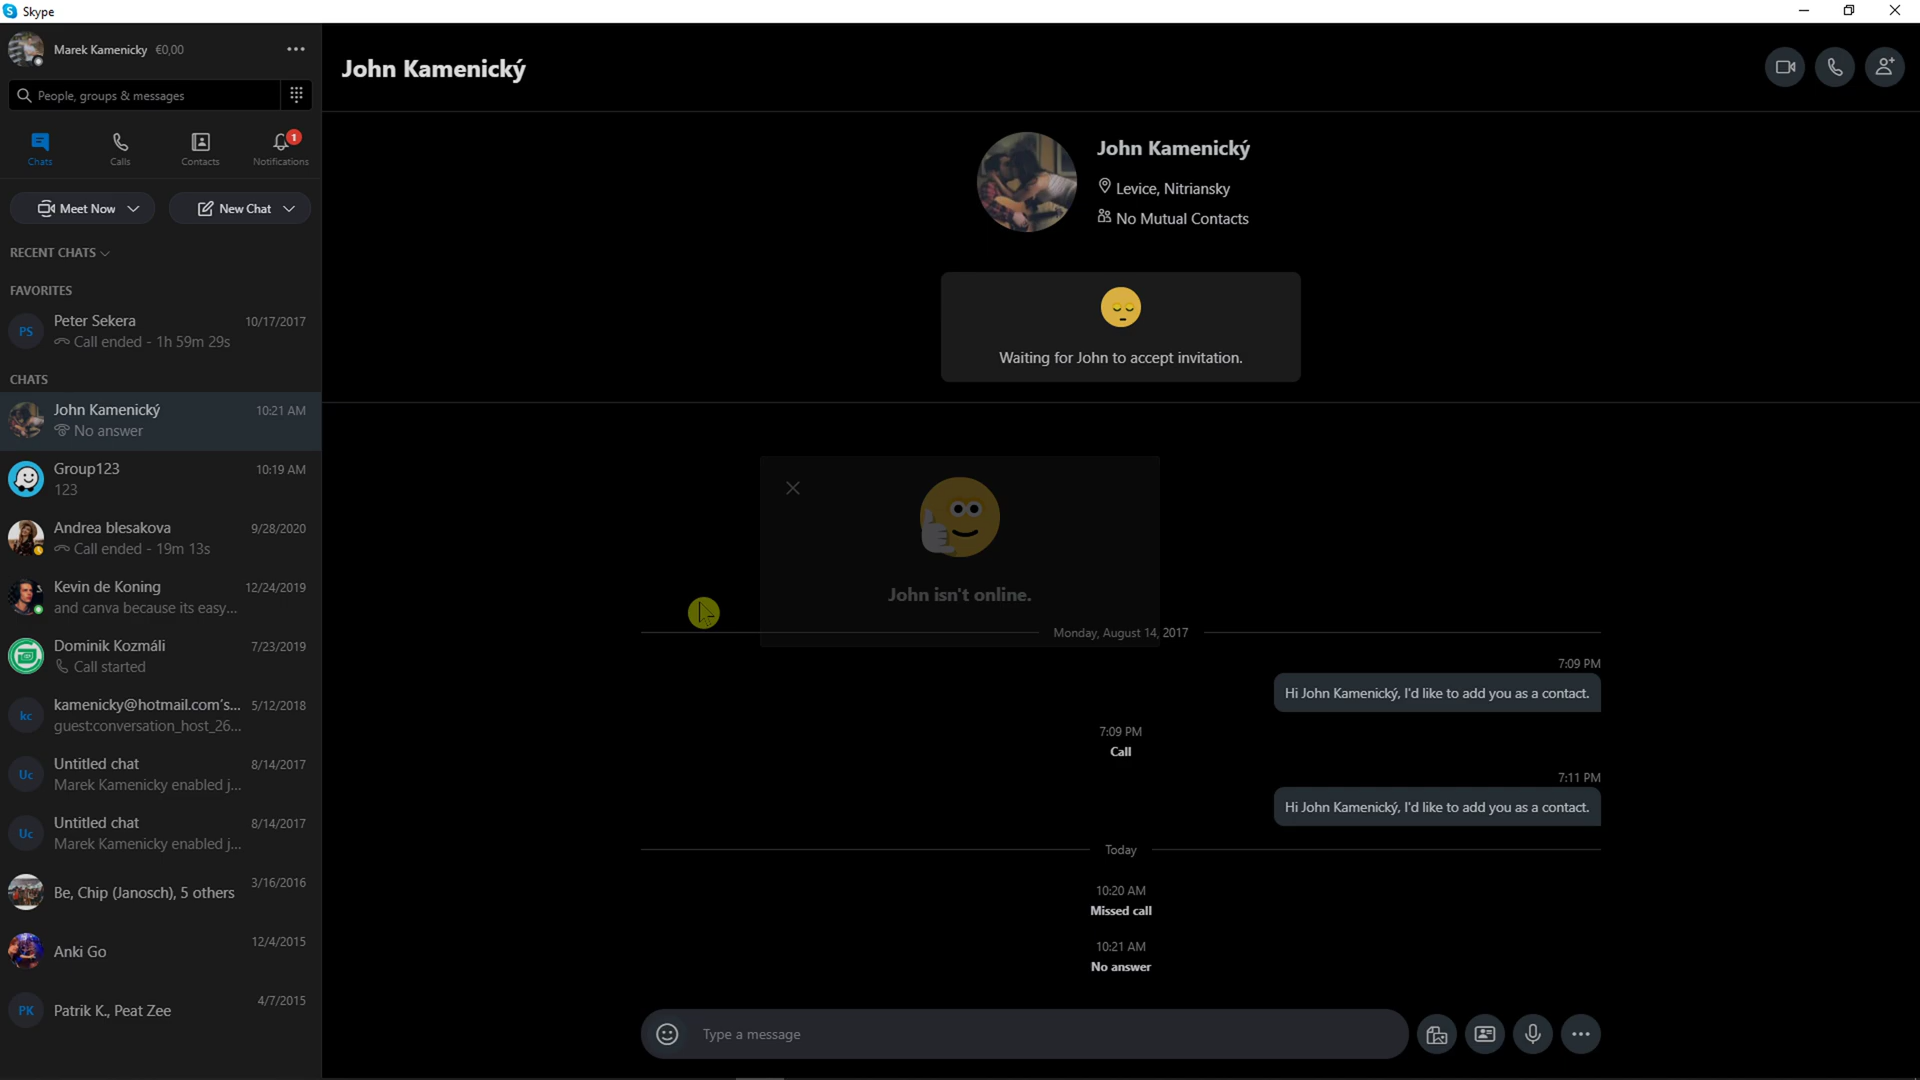 Skype
Marek Kamenicky €0,00
People, groups & messages
Chats
Calls
Contacts
Notifications
1
Meet Now
New Chat
RECENT CHATS
FAVORITES
PS
Peter Sekera 10/17/2017
Call ended - 1h 59m 29s
CHATS
John Kamenický 10:21 AM
No answer
Group123 10:19 AM
123
Andrea blesakova 9/28/2020
Call ended - 19m 13s
Kevin de Koning 12/24/2019
and canva because its easy...
Dominik Kozmáli 7/23/2019
Call started
kc
kamenicky@hotmail.com's... 5/12/2018
guest:conversation_host_26...
Uc
Untitled chat 8/14/2017
Marek Kamenicky enabled j...
Uc
Untitled chat 8/14/2017
Marek Kamenicky enabled j...
Be, Chip (Janosch), 5 others 3/16/2016
Anki Go 12/4/2015
PK
Patrik K., Peat Zee 4/7/2015
John Kamenický
John Kamenický
Levice, Nitriansky
No Mutual Contacts
Waiting for John to accept invitation.
John isn't online.
Monday, August 14, 2017
7:09 PM
Hi John Kamenický, I'd like to add you as a contact.
7:09 PM
Call
7:11 PM
Hi John Kamenický, I'd like to add you as a contact.
Today
10:20 AM
Missed call
10:21 AM
No answer
Type a message